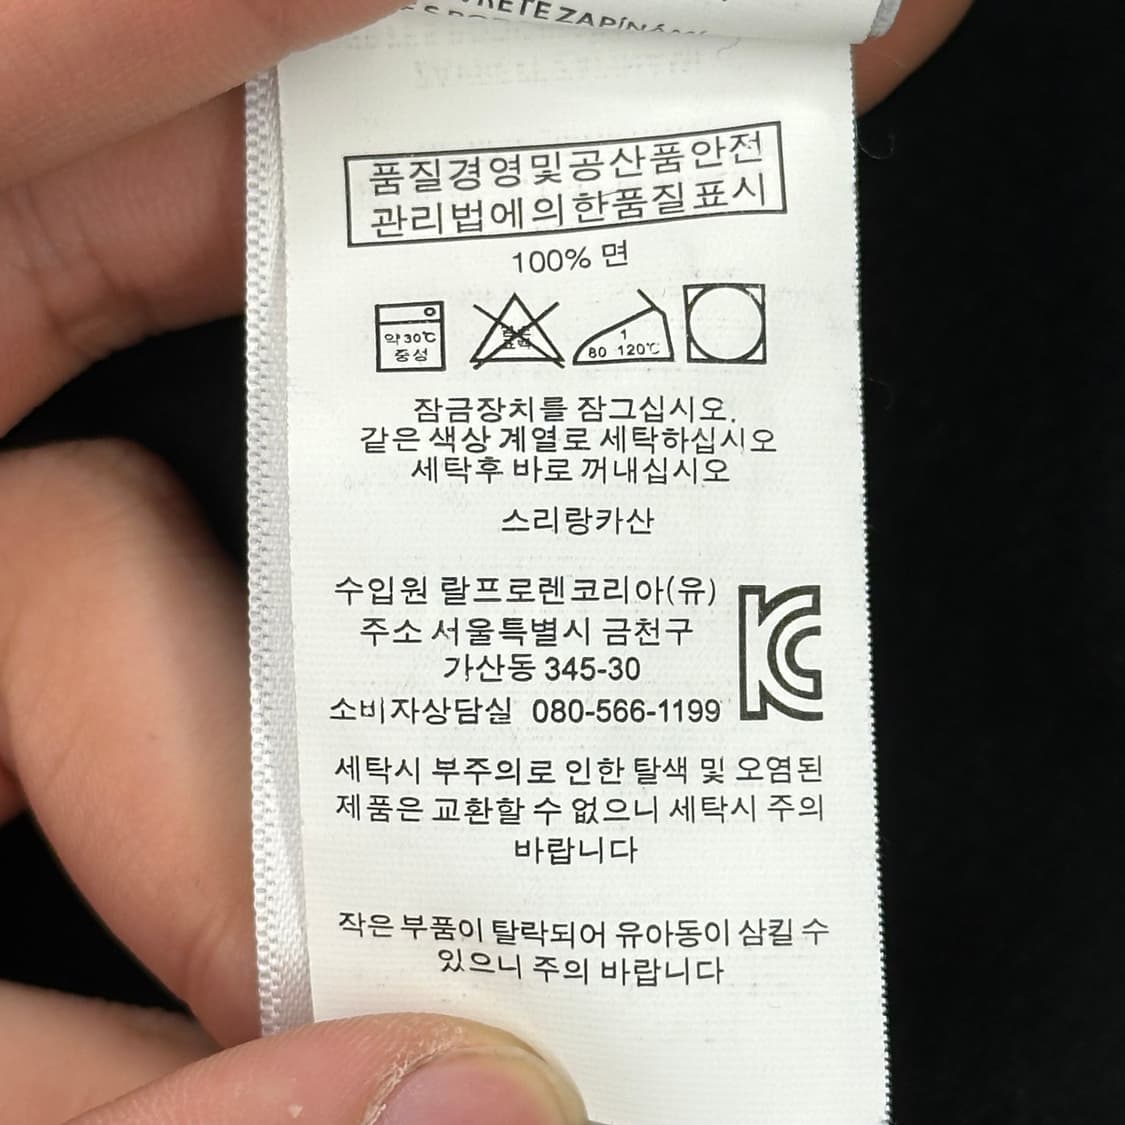 품질경영및공산품안전
관리법에의한품질표시
100% 면
약30℃
중성
1
80 120℃
잠금장치를 잠그십시오.
같은 색상 계열로 세탁하십시오
세탁후 바로 꺼내십시오
스리랑카산
수입원 랄프로렌코리아(유)
주소 서울특별시 금천구
가산동 345-30
소비자상담실 080-566-1199
KC
세탁시 부주의로 인한 탈색 및 오염된
제품은 교환할 수 없으니 세탁시 주의
바랍니다
작은 부품이 탈락되어 유아동이 삼킬 수
있으니 주의 바랍니다